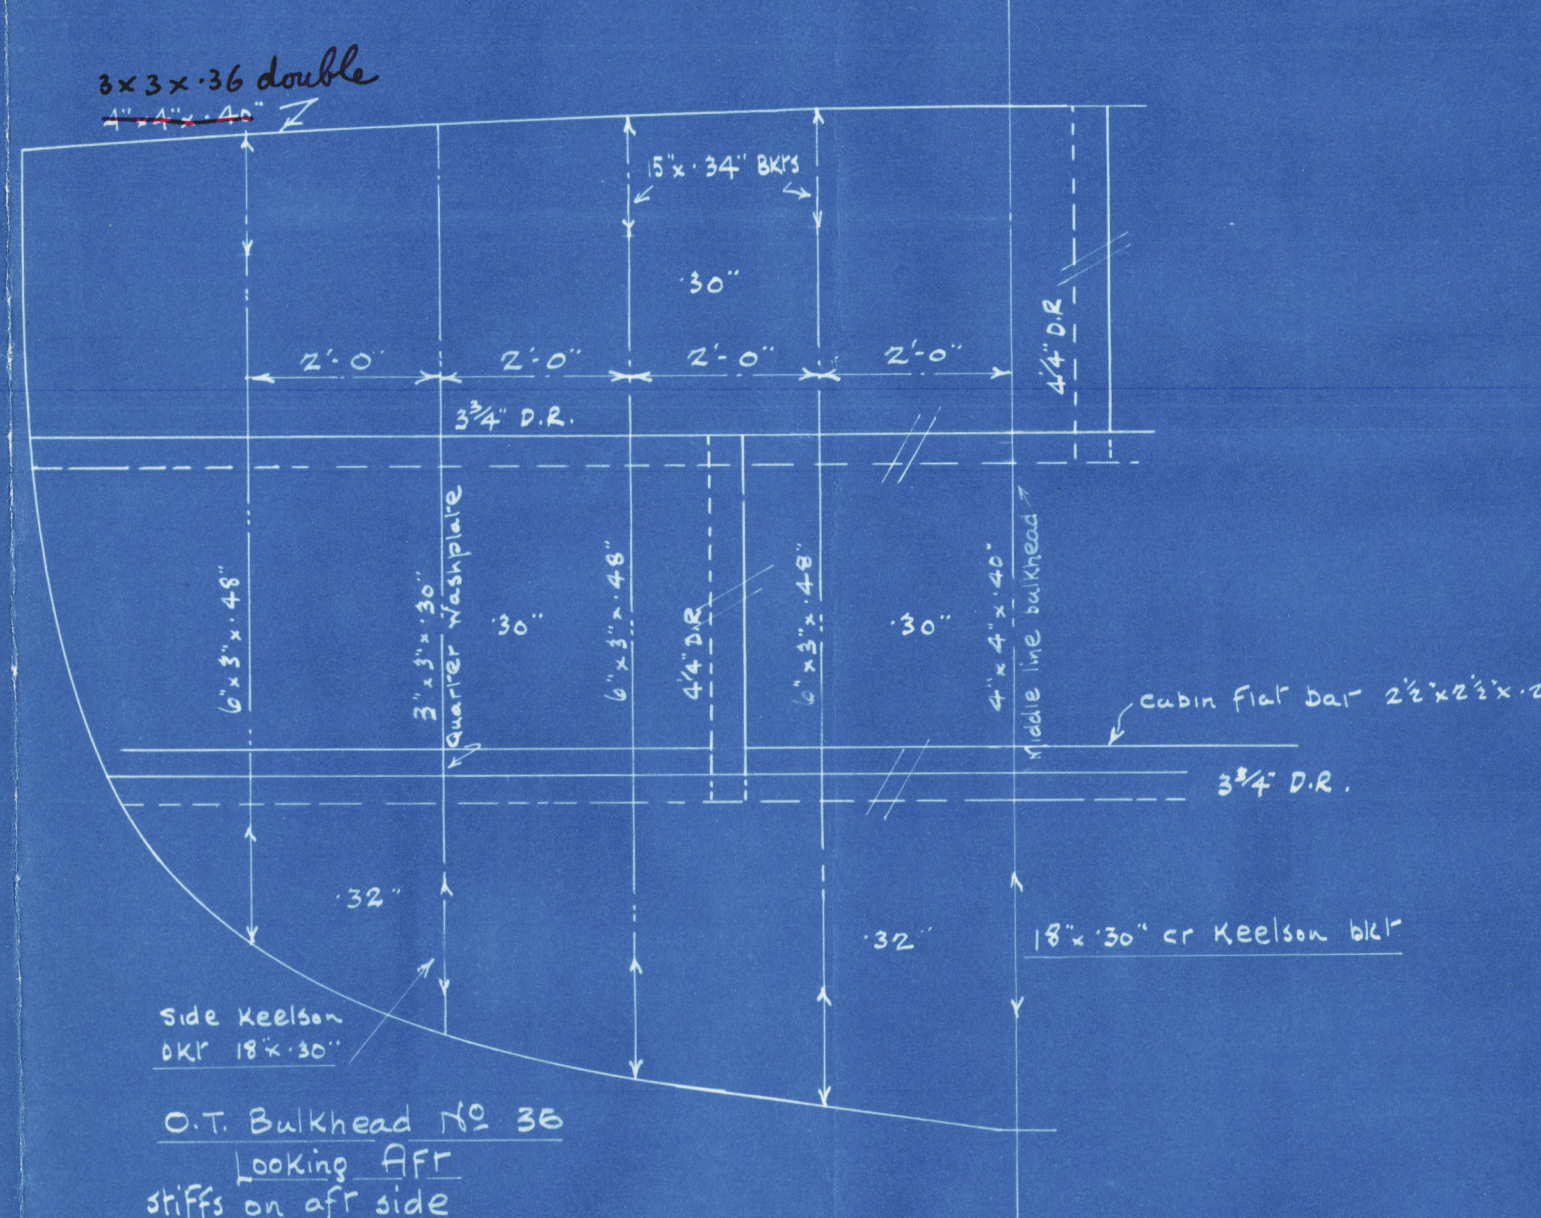 3 x 3 x ·36 double
4" x 4" x ·40"
15" x ·34" Bkrs
·30"
4¼" D.R
2'-0" 2'-0" 2'-0" 2'-0"
3¾" D.R.
6" x 3" x ·48"
3" x 3" x ·30"
Quarter Washplate
·30"
6" x 3" x ·48"
4¼" D.R
6" x 3" x ·48"
·30"
4" x 4" x ·40"
Middle line bulkhead
Cabin flat bar 2½" x 2½" x ·2
3¾" D.R.
·32"
·32"
18" x ·30" cr Keelson bkt
Side Keelson
bkt 18" x ·30"
O.T. Bulkhead No 36
Looking Aft
stiffs on aft side